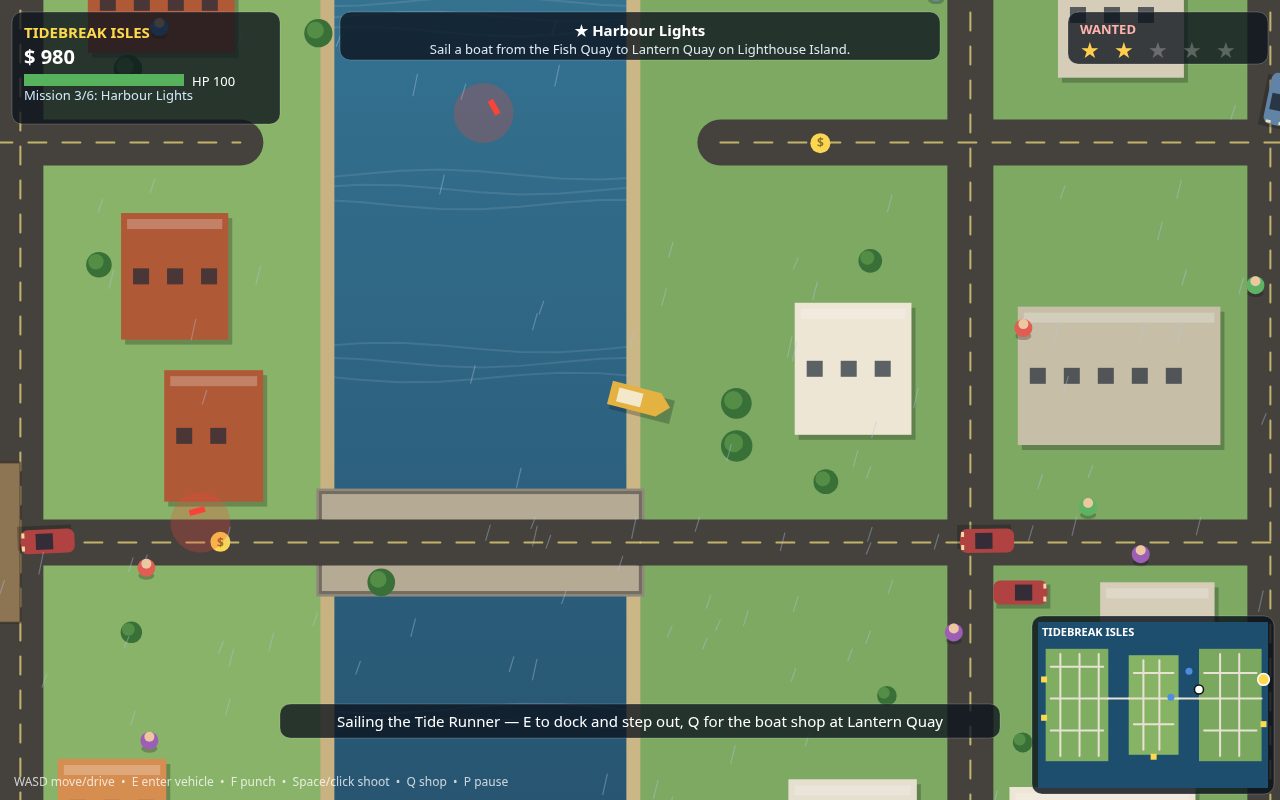 TIDEBREAK ISLES
$ 980
HP 100
Mission 3/6: Harbour Lights
★ Harbour Lights
Sail a boat from the Fish Quay to Lantern Quay on Lighthouse Island.
WANTED
★ ★ ★ ★ ★
$
$
TIDEBREAK ISLES
Sailing the Tide Runner — E to dock and step out, Q for the boat shop at Lantern Quay
WASD move/drive • E enter vehicle • F punch • Space/click shoot • Q shop • P pause